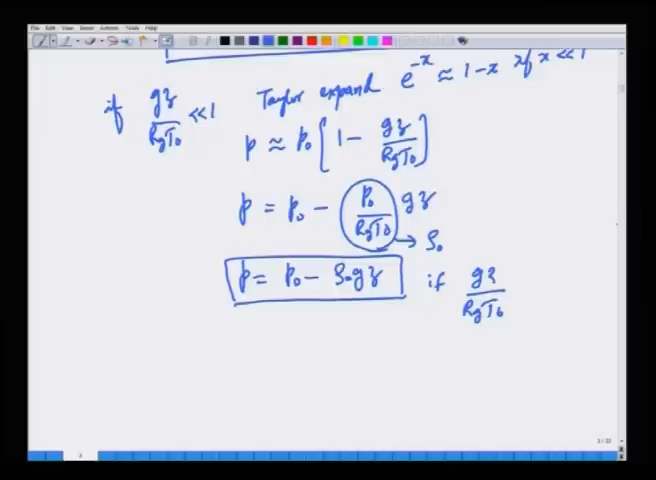 Taylor expand e^{-x} ≈ 1-x if x << 1
if gz/RgT₀ << 1
p ≈ p₀ [1 - gz/RgT₀]
p = p₀ - p₀/RgT₀ gz
→ ρ₀
p = p₀ - ρ₀gz if gz/RgT₀